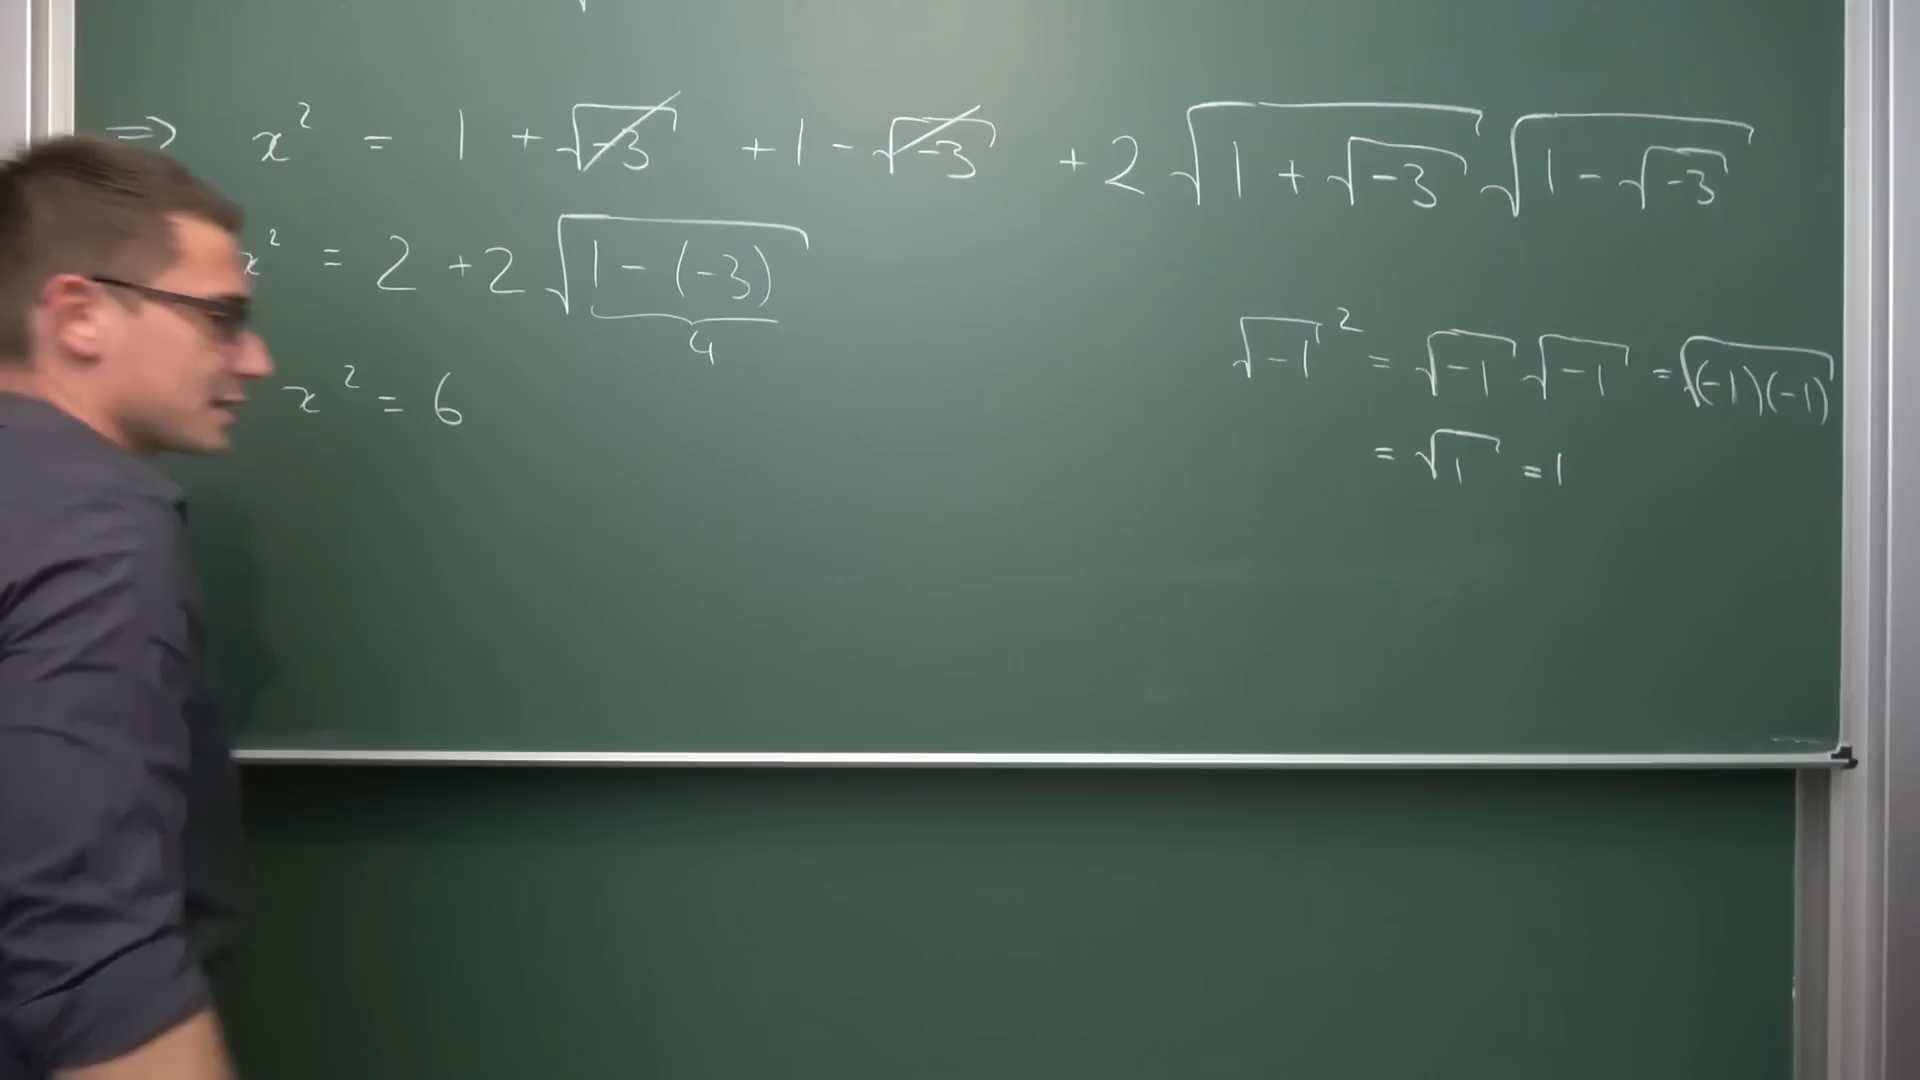 ⇒ x² = 1 + √-3 + 1 - √-3 + 2 √(1 + √-3) √(1 - √-3)
x² = 2 + 2 √(1 - (-3))
4
x² = 6
√-1² = √-1 √-1 = √((-1)(-1))
= √1 = 1